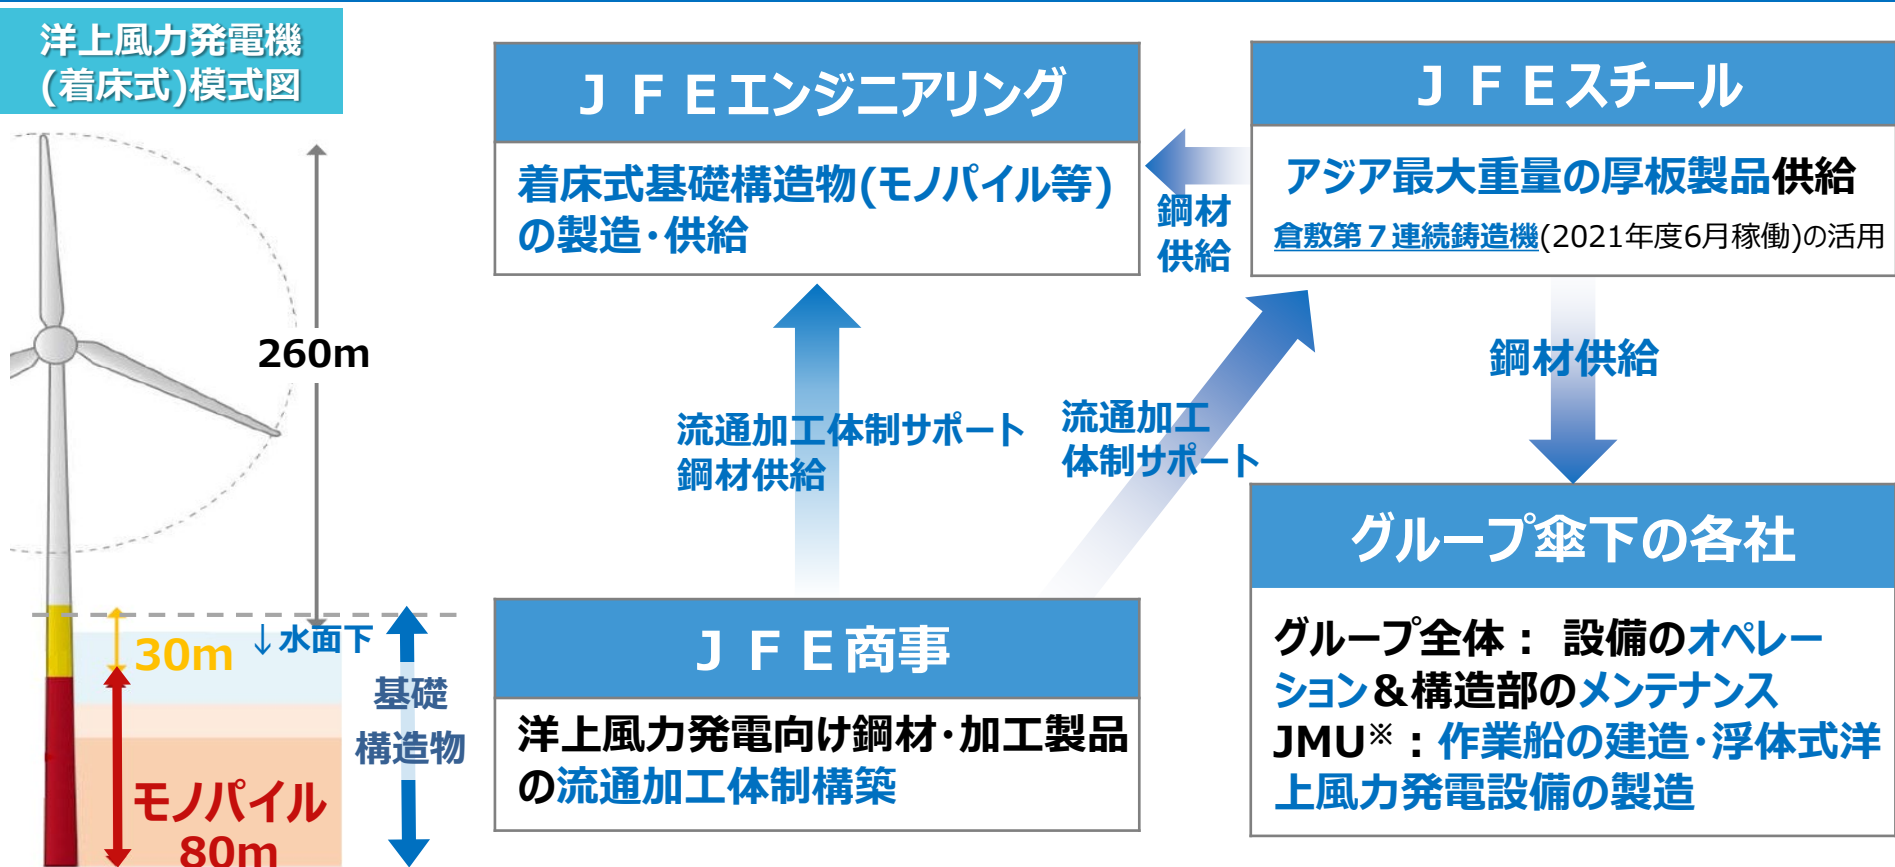 洋上風力発電機
(着床式)模式図
260m
30m
↓水面下
基礎
構造物
モノパイル
80m
ＪＦＥエンジニアリング
着床式基礎構造物(モノパイル等)
の製造・供給
鋼材
供給
ＪＦＥスチール
アジア最大重量の厚板製品供給
倉敷第７連続鋳造機(2021年度6月稼働)の活用
流通加工体制サポート
鋼材供給
流通加工
体制サポート
鋼材供給
ＪＦＥ商事
洋上風力発電向け鋼材・加工製品
の流通加工体制構築
グループ傘下の各社
グループ全体： 設備のオペレー
ション＆構造部のメンテナンス
JMU※：作業船の建造・浮体式洋
上風力発電設備の製造